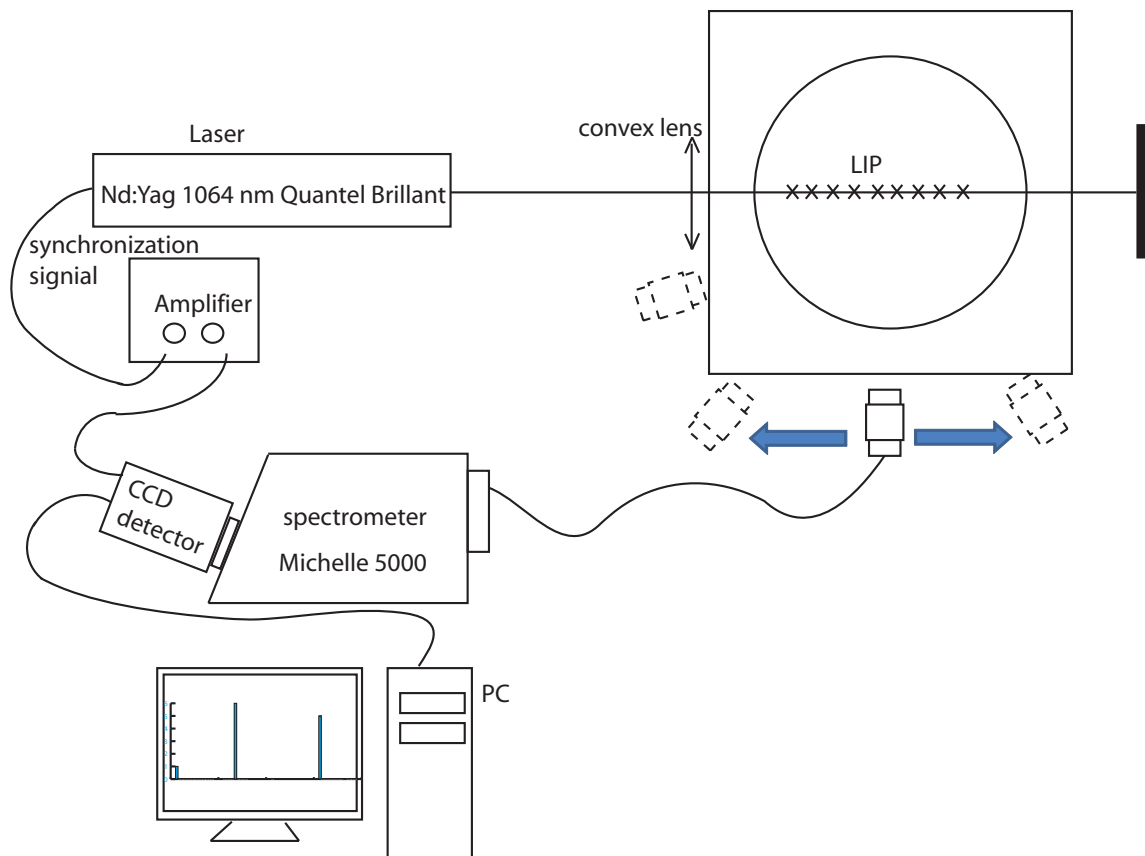 Laser
convex lens
LIP
Nd:Yag 1064 nm Quantel Brillant
synchronization
signial
Amplifier
CCD
detector
spectrometer
Michelle 5000
PC